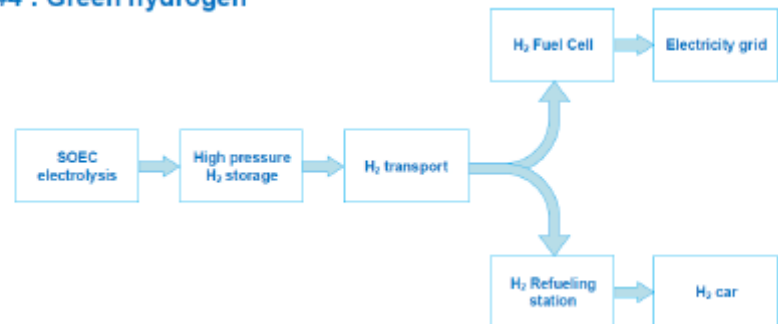 #4 : Green hydrogen
H₂ Fuel Cell
Electricity grid
SOEC
electrolysis
High pressure
H₂ storage
H₂ transport
H₂ Refueling
station
H₂ car